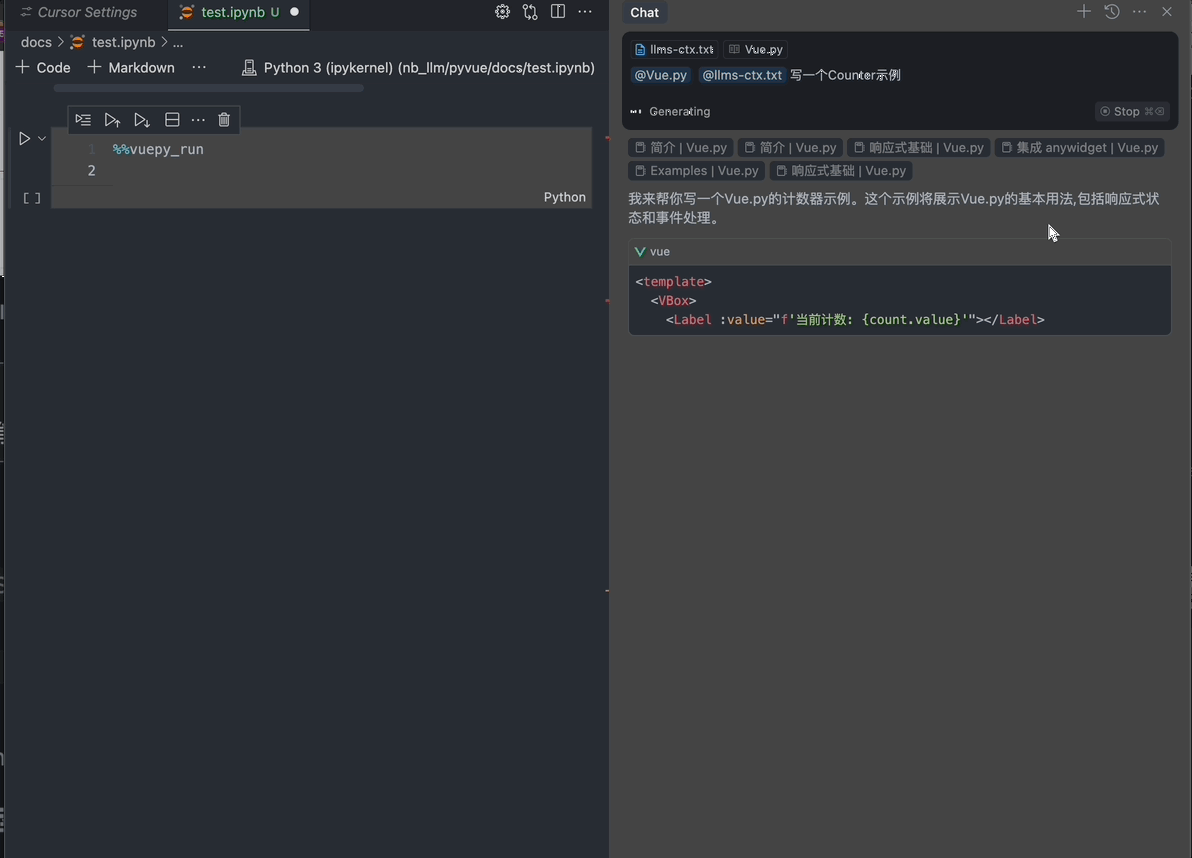 Cursor Settings
test.ipynb U
docs > test.ipynb > ...
+ Code + Markdown ... Python 3 (ipykernel) (nb_llm/pyvue/docs/test.ipynb)
1 %%vuepy_run
2
[ ]
Python
Chat
llms-ctx.txt Vue.py
@Vue.py @llms-ctx.txt 写一个Counter示例
Generating
Stop ⌘⌫
简介 | Vue.py 简介 | Vue.py 响应式基础 | Vue.py 集成 anywidget | Vue.py
Examples | Vue.py 响应式基础 | Vue.py
我来帮你写一个Vue.py的计数器示例。这个示例将展示Vue.py的基本用法,包括响应式状
态和事件处理。
vue
<template>
<VBox>
<Label :value="f'当前计数: {count.value}'"></Label>